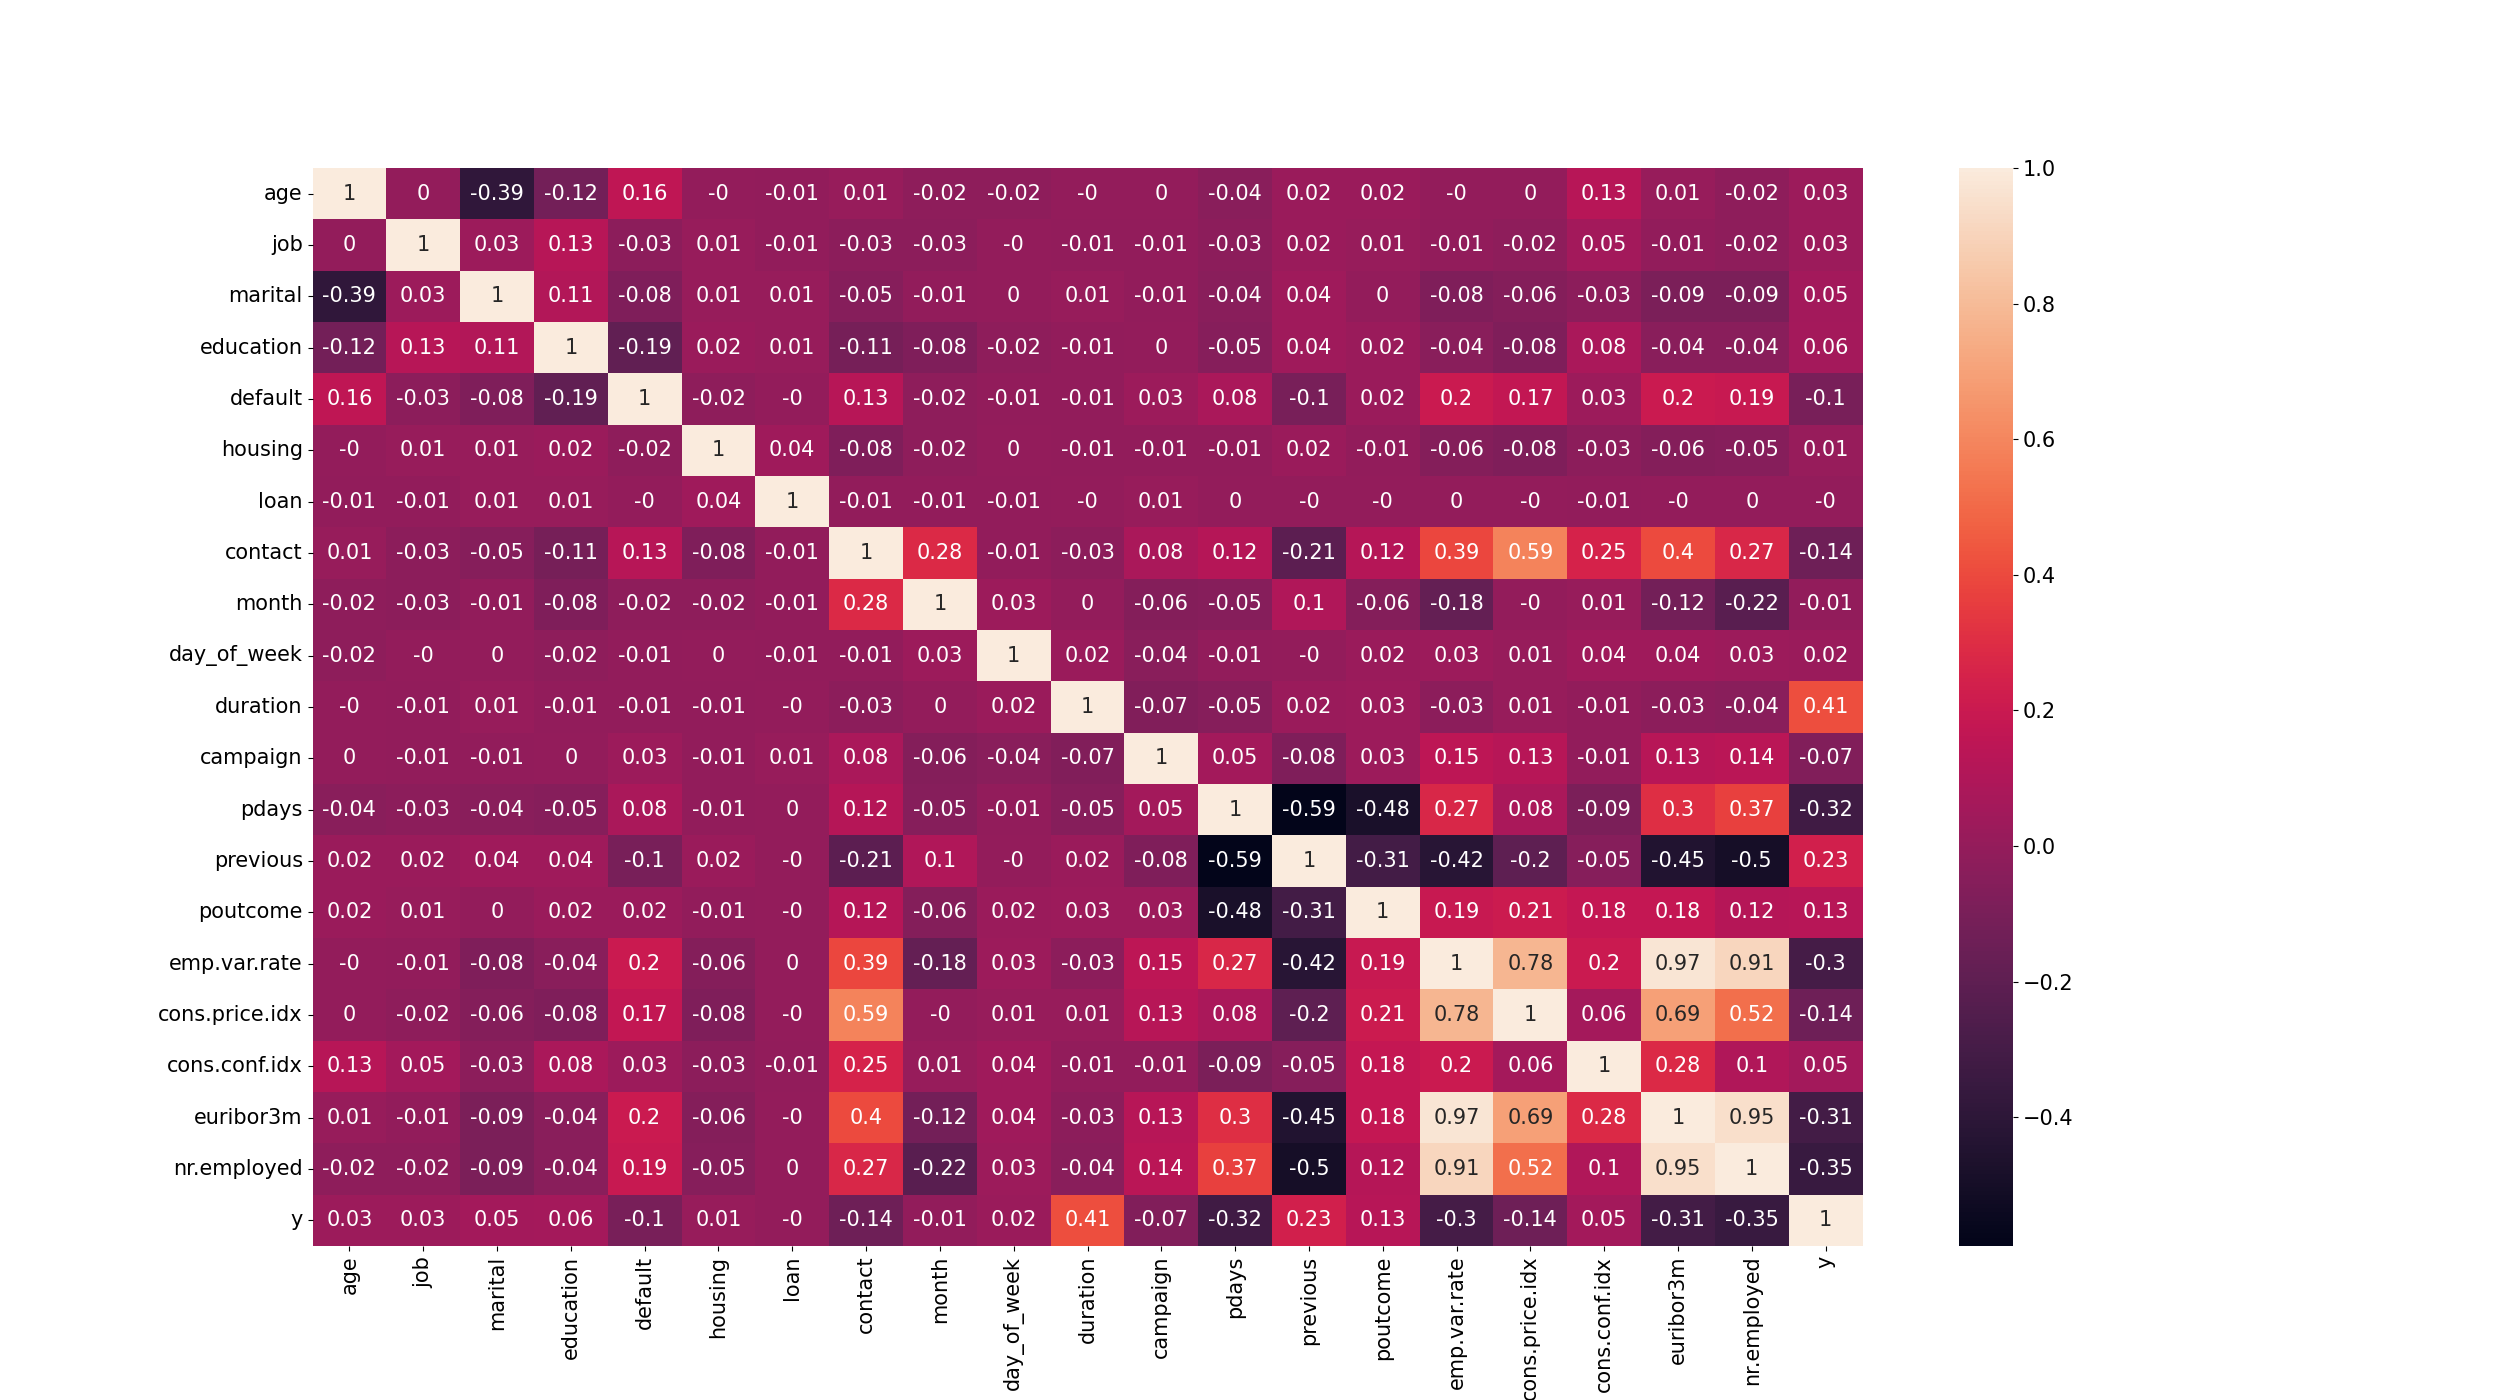 age 1 0 -0.39 -0.12 0.16 -0 -0.01 0.01 -0.02 -0.02 -0 0 -0.04 0.02 0.02 -0 0 0.13 0.01 -0.02 0.03
job 0 1 0.03 0.13 -0.03 0.01 -0.01 -0.03 -0.03 -0 -0.01 -0.01 -0.03 0.02 0.01 -0.01 -0.02 0.05 -0.01 -0.02 0.03
marital -0.39 0.03 1 0.11 -0.08 0.01 0.01 -0.05 -0.01 0 0.01 -0.01 -0.04 0.04 0 -0.08 -0.06 -0.03 -0.09 -0.09 0.05
education -0.12 0.13 0.11 1 -0.19 0.02 0.01 -0.11 -0.08 -0.02 -0.01 0 -0.05 0.04 0.02 -0.04 -0.08 0.08 -0.04 -0.04 0.06
default 0.16 -0.03 -0.08 -0.19 1 -0.02 -0 0.13 -0.02 -0.01 -0.01 0.03 0.08 -0.1 0.02 0.2 0.17 0.03 0.2 0.19 -0.1
housing -0 0.01 0.01 0.02 -0.02 1 0.04 -0.08 -0.02 0 -0.01 -0.01 -0.01 0.02 -0.01 -0.06 -0.08 -0.03 -0.06 -0.05 0.01
loan -0.01 -0.01 0.01 0.01 -0 0.04 1 -0.01 -0.01 -0.01 -0 0.01 0 -0 -0 0 -0 -0.01 -0 0 -0
contact 0.01 -0.03 -0.05 -0.11 0.13 -0.08 -0.01 1 0.28 -0.01 -0.03 0.08 0.12 -0.21 0.12 0.39 0.59 0.25 0.4 0.27 -0.14
month -0.02 -0.03 -0.01 -0.08 -0.02 -0.02 -0.01 0.28 1 0.03 0 -0.06 -0.05 0.1 -0.06 -0.18 -0 0.01 -0.12 -0.22 -0.01
day_of_week -0.02 -0 0 -0.02 -0.01 0 -0.01 -0.01 0.03 1 0.02 -0.04 -0.01 -0 0.02 0.03 0.01 0.04 0.04 0.03 0.02
duration -0 -0.01 0.01 -0.01 -0.01 -0.01 -0 -0.03 0 0.02 1 -0.07 -0.05 0.02 0.03 -0.03 0.01 -0.01 -0.03 -0.04 0.41
campaign 0 -0.01 -0.01 0 0.03 -0.01 0.01 0.08 -0.06 -0.04 -0.07 1 0.05 -0.08 0.03 0.15 0.13 -0.01 0.13 0.14 -0.07
pdays -0.04 -0.03 -0.04 -0.05 0.08 -0.01 0 0.12 -0.05 -0.01 -0.05 0.05 1 -0.59 -0.48 0.27 0.08 -0.09 0.3 0.37 -0.32
previous 0.02 0.02 0.04 0.04 -0.1 0.02 -0 -0.21 0.1 -0 0.02 -0.08 -0.59 1 -0.31 -0.42 -0.2 -0.05 -0.45 -0.5 0.23
poutcome 0.02 0.01 0 0.02 0.02 -0.01 -0 0.12 -0.06 0.02 0.03 0.03 -0.48 -0.31 1 0.19 0.21 0.18 0.18 0.12 0.13
emp.var.rate -0 -0.01 -0.08 -0.04 0.2 -0.06 0 0.39 -0.18 0.03 -0.03 0.15 0.27 -0.42 0.19 1 0.78 0.2 0.97 0.91 -0.3
cons.price.idx 0 -0.02 -0.06 -0.08 0.17 -0.08 -0 0.59 -0 0.01 0.01 0.13 0.08 -0.2 0.21 0.78 1 0.06 0.69 0.52 -0.14
cons.conf.idx 0.13 0.05 -0.03 0.08 0.03 -0.03 -0.01 0.25 0.01 0.04 -0.01 -0.01 -0.09 -0.05 0.18 0.2 0.06 1 0.28 0.1 0.05
euribor3m 0.01 -0.01 -0.09 -0.04 0.2 -0.06 -0 0.4 -0.12 0.04 -0.03 0.13 0.3 -0.45 0.18 0.97 0.69 0.28 1 0.95 -0.31
nr.employed -0.02 -0.02 -0.09 -0.04 0.19 -0.05 0 0.27 -0.22 0.03 -0.04 0.14 0.37 -0.5 0.12 0.91 0.52 0.1 0.95 1 -0.35
y 0.03 0.03 0.05 0.06 -0.1 0.01 -0 -0.14 -0.01 0.02 0.41 -0.07 -0.32 0.23 0.13 -0.3 -0.14 0.05 -0.31 -0.35 1
age job marital education default housing loan contact month day_of_week duration campaign pdays previous poutcome emp.var.rate cons.price.idx cons.conf.idx euribor3m nr.employed y
1.0
0.8
0.6
0.4
0.2
0.0
−0.2
−0.4